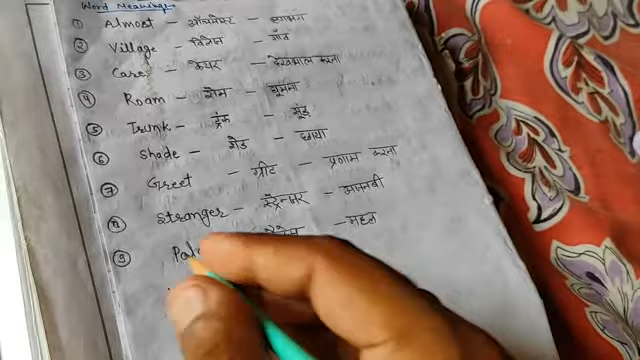 Word Meanings
① Almost - ऑलमोस्ट - लगभग
② Village - विलेज - गाँव
③ Care - केयर - देखभाल करना
④ Roam - रोम - घूमना
⑤ Trunk - ट्रंक - सूंड
⑥ Shade - शेड - छाया
⑦ Greet - ग्रीट - प्रणाम करना
⑧ Stranger - स्ट्रेन्जर - अजनबी
⑨ - महल